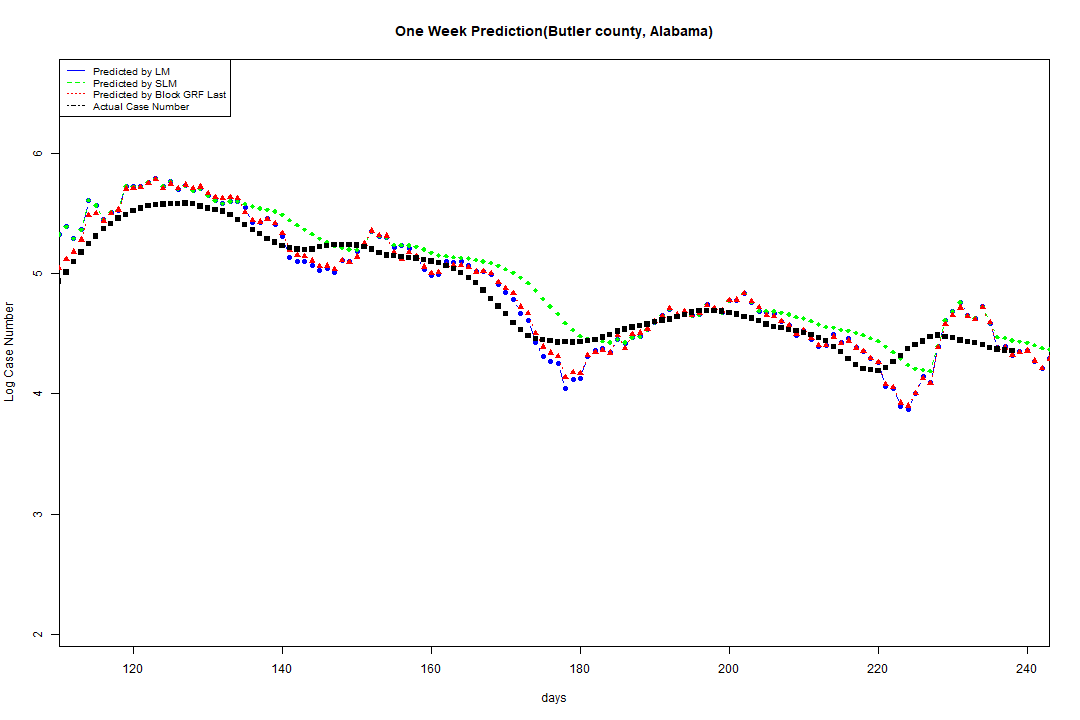 One Week Prediction(Butler county, Alabama)
Predicted by LM
Predicted by SLM
Predicted by Block GRF Last
Actual Case Number
6
5
4
3
2
Log Case Number
120 140 160 180 200 220 240
days